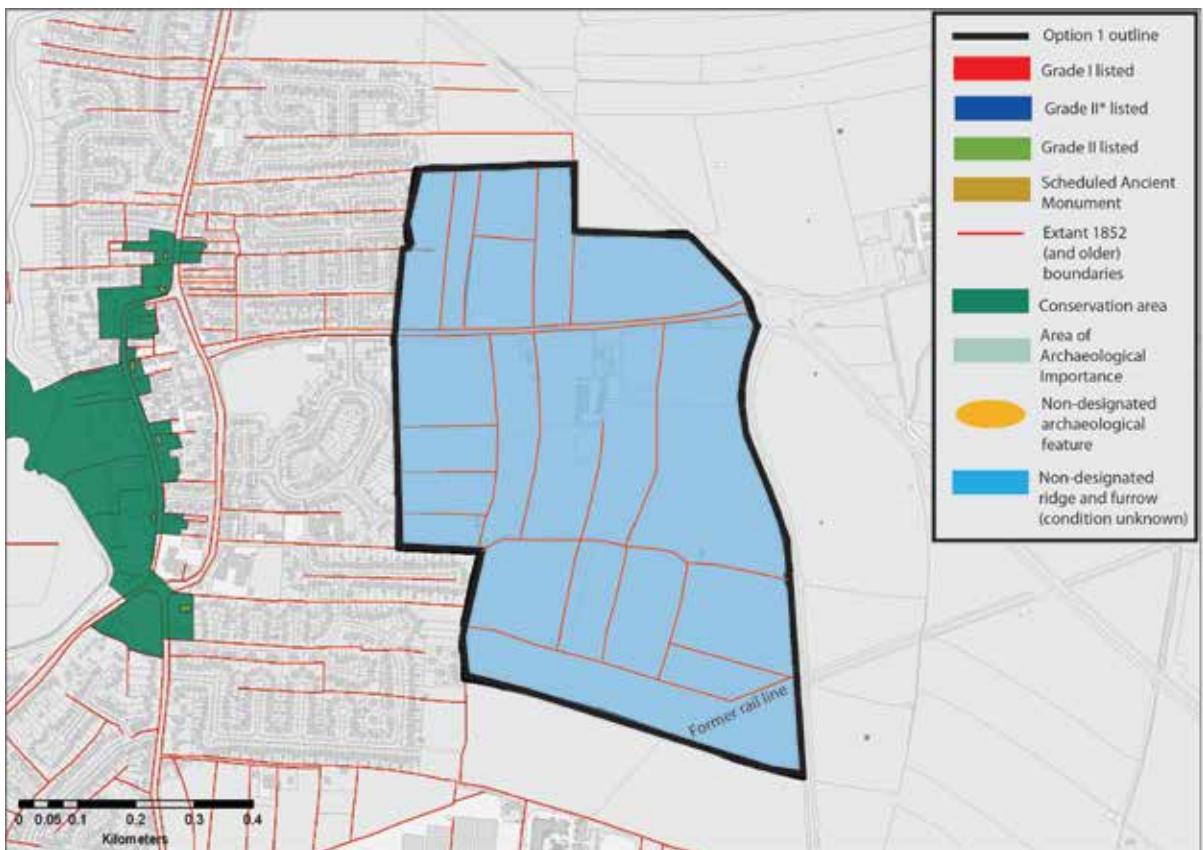 Option 1 outline
Grade I listed
Grade II* listed
Grade II listed
Scheduled Ancient
Monument
Extant 1852
(and older)
boundaries
Conservation area
Area of
Archaeological
Importance
Non-designated
archaeological
feature
Non-designated
ridge and furrow
(condition unknown)
Former rail line
0 0.05 0.1 0.2 0.3 0.4
Kilometers